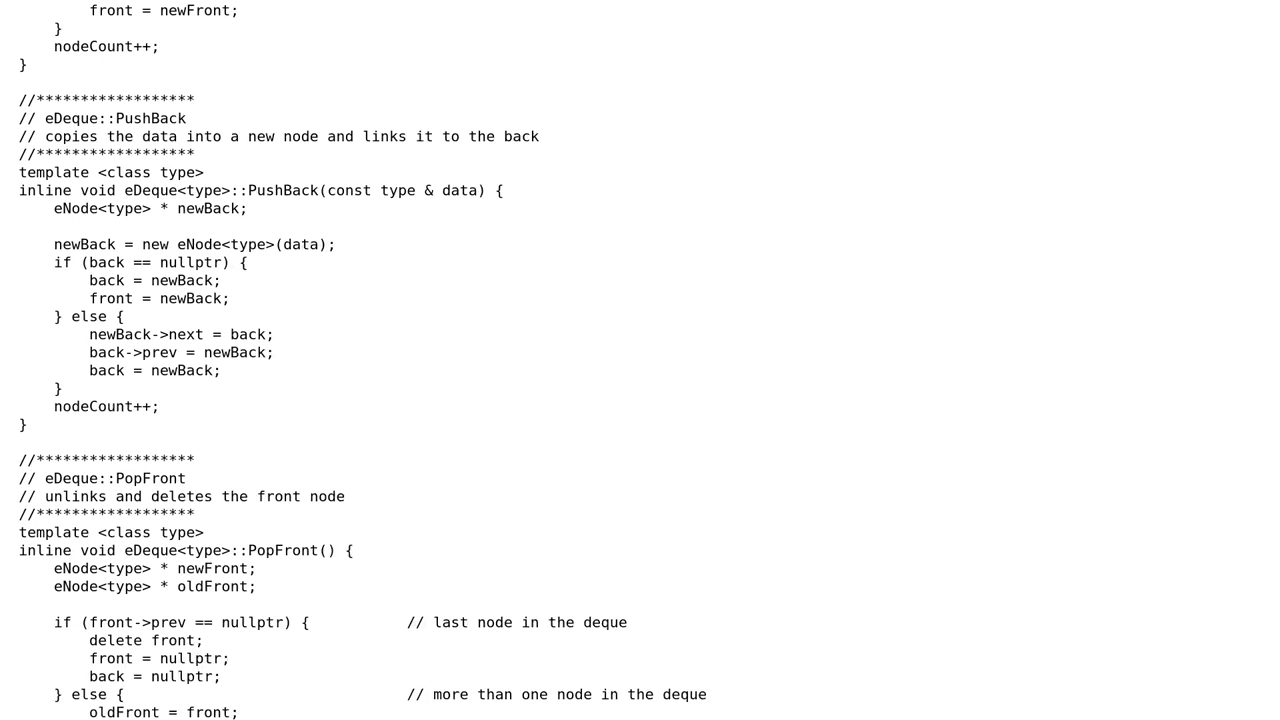 front = newFront;
    }
    nodeCount++;
}

//******************
// eDeque::PushBack
// copies the data into a new node and links it to the back
//******************
template <class type>
inline void eDeque<type>::PushBack(const type & data) {
    eNode<type> * newBack;

    newBack = new eNode<type>(data);
    if (back == nullptr) {
        back = newBack;
        front = newBack;
    } else {
        newBack->next = back;
        back->prev = newBack;
        back = newBack;
    }
    nodeCount++;
}

//******************
// eDeque::PopFront
// unlinks and deletes the front node
//******************
template <class type>
inline void eDeque<type>::PopFront() {
    eNode<type> * newFront;
    eNode<type> * oldFront;

    if (front->prev == nullptr) {           // last node in the deque
        delete front;
        front = nullptr;
        back = nullptr;
    } else {                                // more than one node in the deque
        oldFront = front;